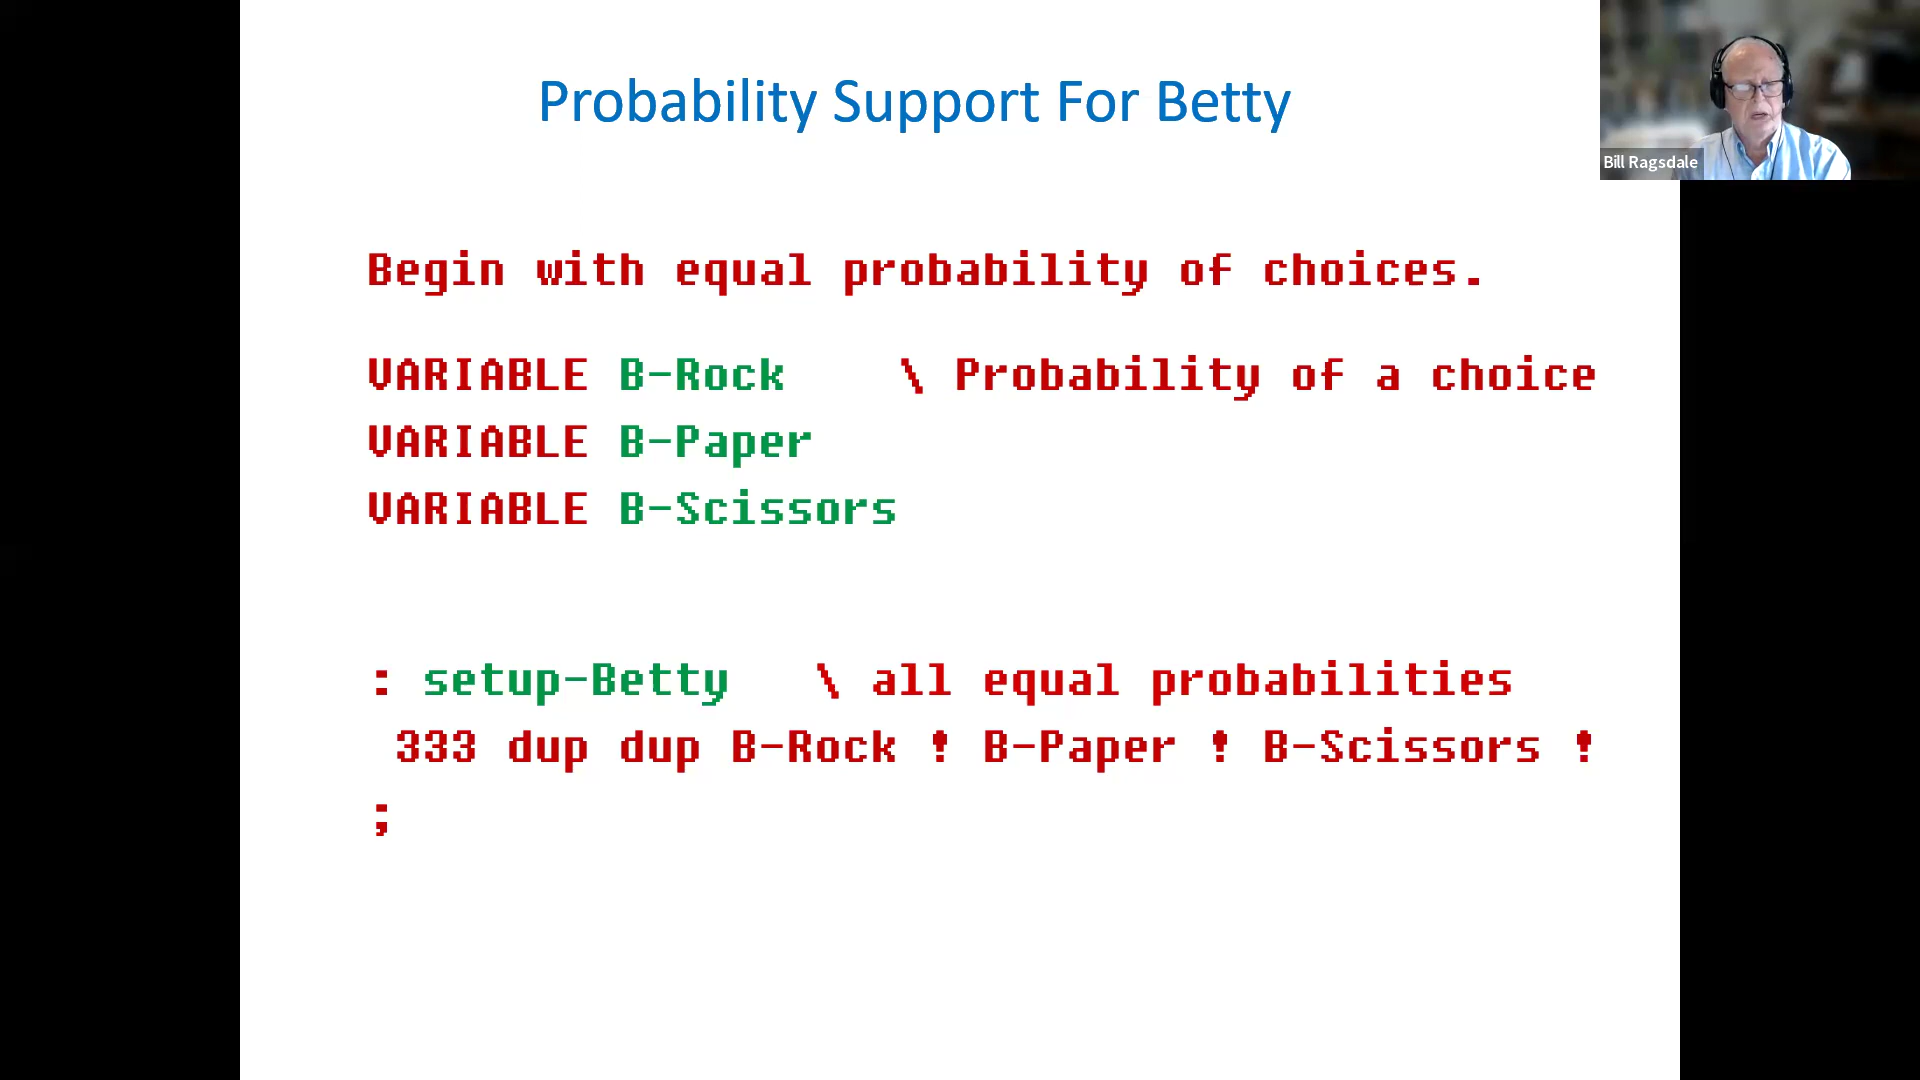 Probability Support For Betty
Bill Ragsdale
Begin with equal probability of choices.
VARIABLE B-Rock \ Probability of a choice
VARIABLE B-Paper
VARIABLE B-Scissors
: setup-Betty \ all equal probabilities
333 dup dup B-Rock ! B-Paper ! B-Scissors !
;